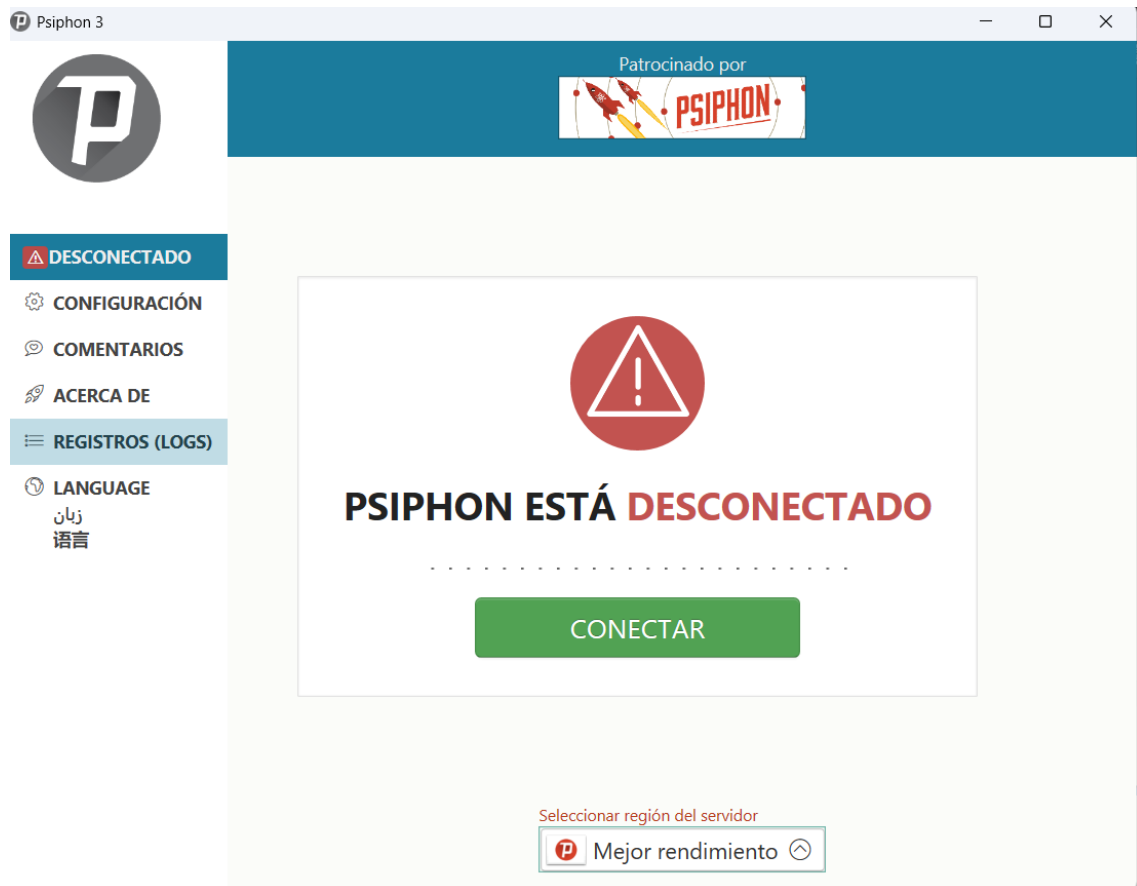 Psiphon 3
Patrocinado por
PSIPHON
DESCONECTADO
CONFIGURACIÓN
COMENTARIOS
ACERCA DE
REGISTROS (LOGS)
LANGUAGE
زبان
语言
PSIPHON ESTÁ DESCONECTADO
CONECTAR
Seleccionar región del servidor
Mejor rendimiento